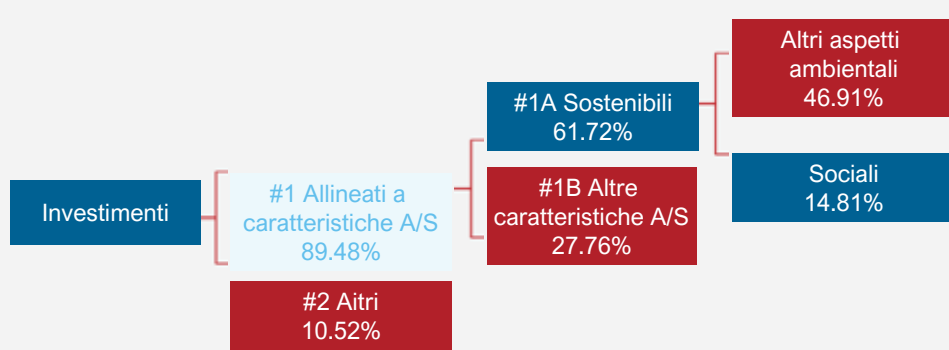 Investimenti
#1 Allineati a
caratteristiche A/S
89.48%
#2 Aitri
10.52%
#1A Sostenibili
61.72%
#1B Altre
caratteristiche A/S
27.76%
Altri aspetti
ambientali
46.91%
Sociali
14.81%